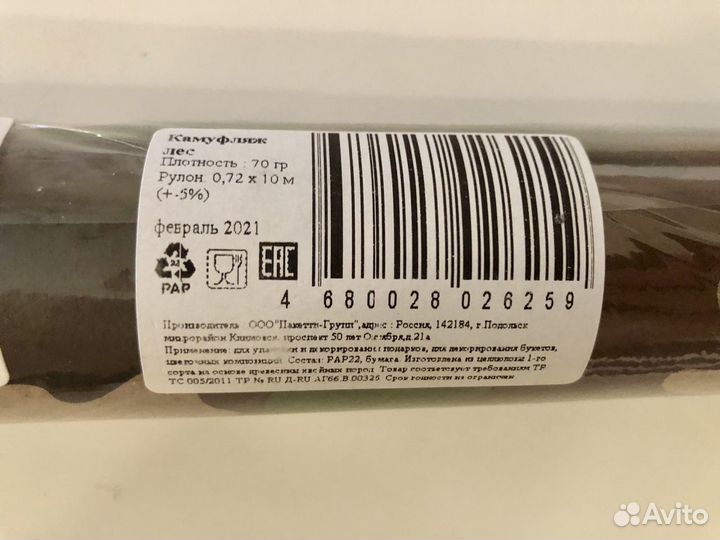 Камуфляж
лес
Плотность : 70 гр
Рулон: 0,72 х 10 м
(+-5%)
февраль 2021
22
PAP
EAC
4 680028 026259
Производитель: ООО"Пакетти-Групп",адрес : Россия, 142184, г. Подольск
микрорайон Климовск, проспект 50 лет Октября,д.21а
Применение: для упаковки и декорирования подарков, для декорирования букетов,
цветочных композиций. Состав: PAP22, бумага. Изготовлена из целлюлозы 1-го
сорта на основе древесины хвойных пород. Товар соответствует требованиям ТР
ТС 005/2011 ТР № RU Д-RU.АГ66.В.00326 Срок годности не ограничен
Avito